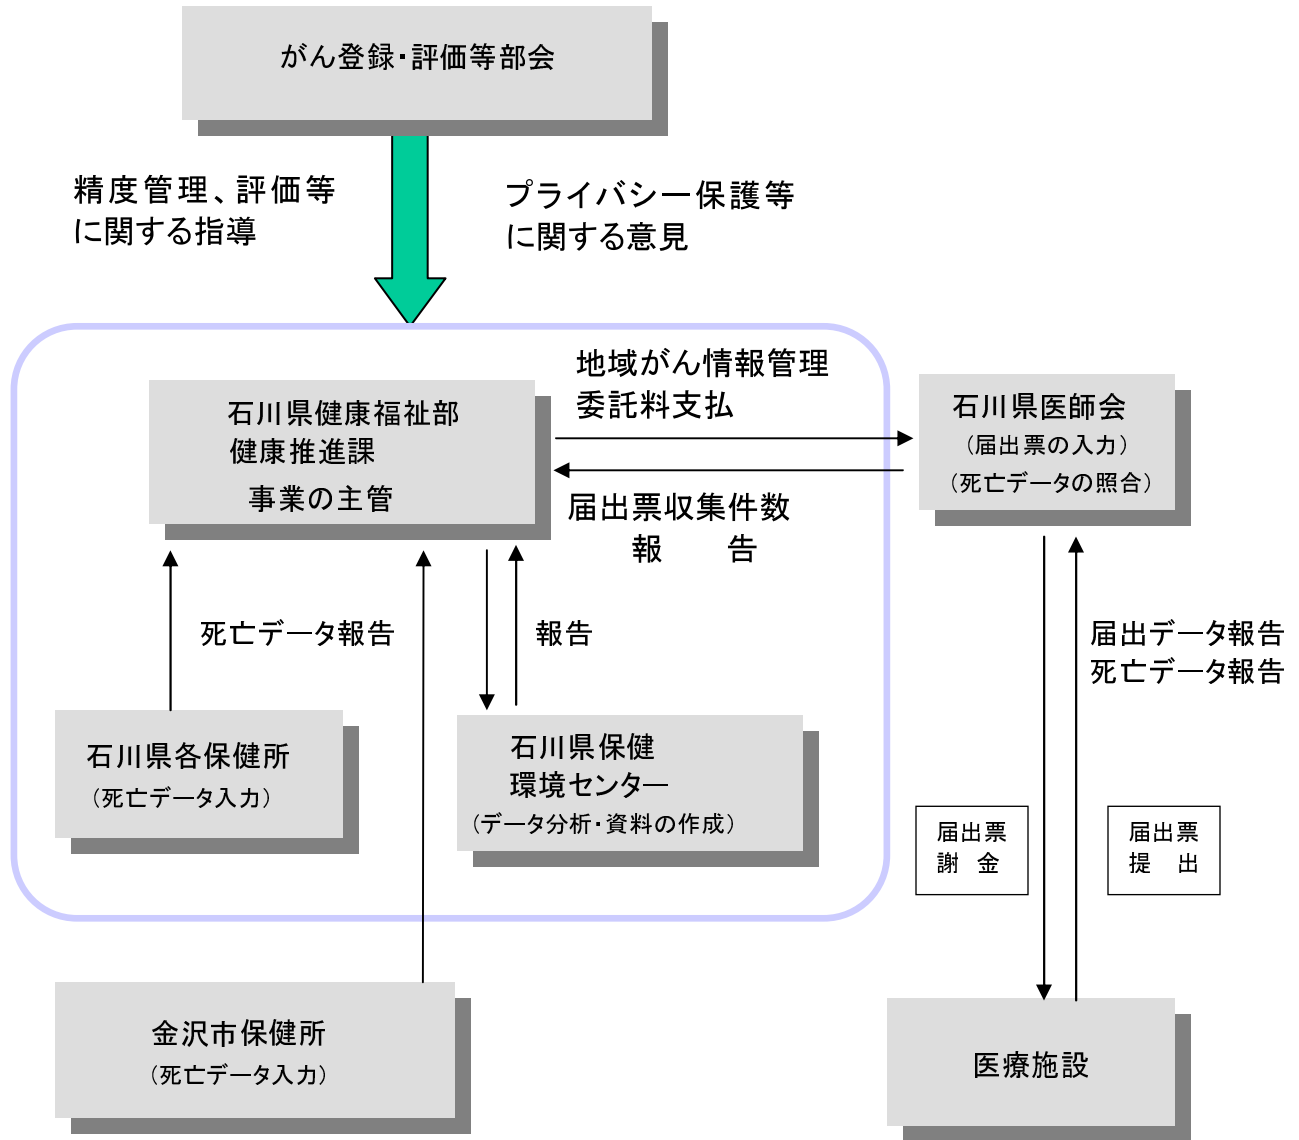 がん登録・評価等部会
精度管理、評価等
に関する指導
プライバシー保護等
に関する意見
地域がん情報管理
委託料支払
石川県健康福祉部
健康推進課
事業の主管
石川県医師会
（届出票の入力）
（死亡データの照合）
届出票収集件数
報　　告
死亡データ報告
報告
届出データ報告
死亡データ報告
石川県各保健所
（死亡データ入力）
石川県保健
環境センター
（データ分析・資料の作成）
届出票
謝　金
届出票
提　出
金沢市保健所
（死亡データ入力）
医療施設